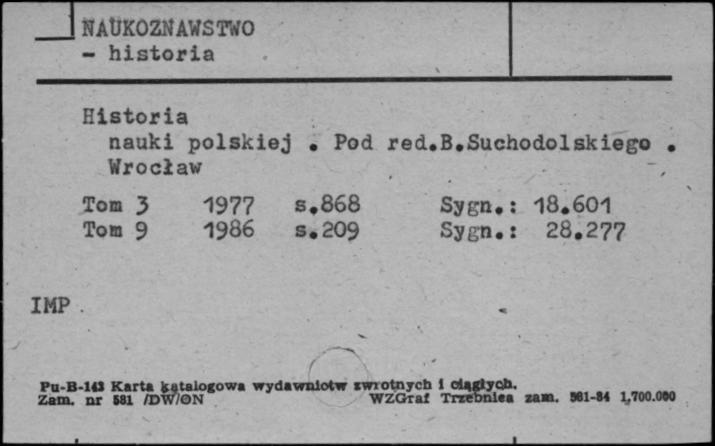 NAUKOZNAWSTWO
- historia
Historia
nauki polskiej . Pod red.B.Suchodolskiego .
Wrocław
Tom 3 1977 s.868 Sygn.: 18.601
Tom 9 1986 s.209 Sygn.: 28.277
IMP
Pu-B-143 Karta katalogowa wydawnictw zwrotnych i ciągłych.
Zam. nr 581 /DW/ON WZGraf Trzebnica zam. 561-84 1,700.000